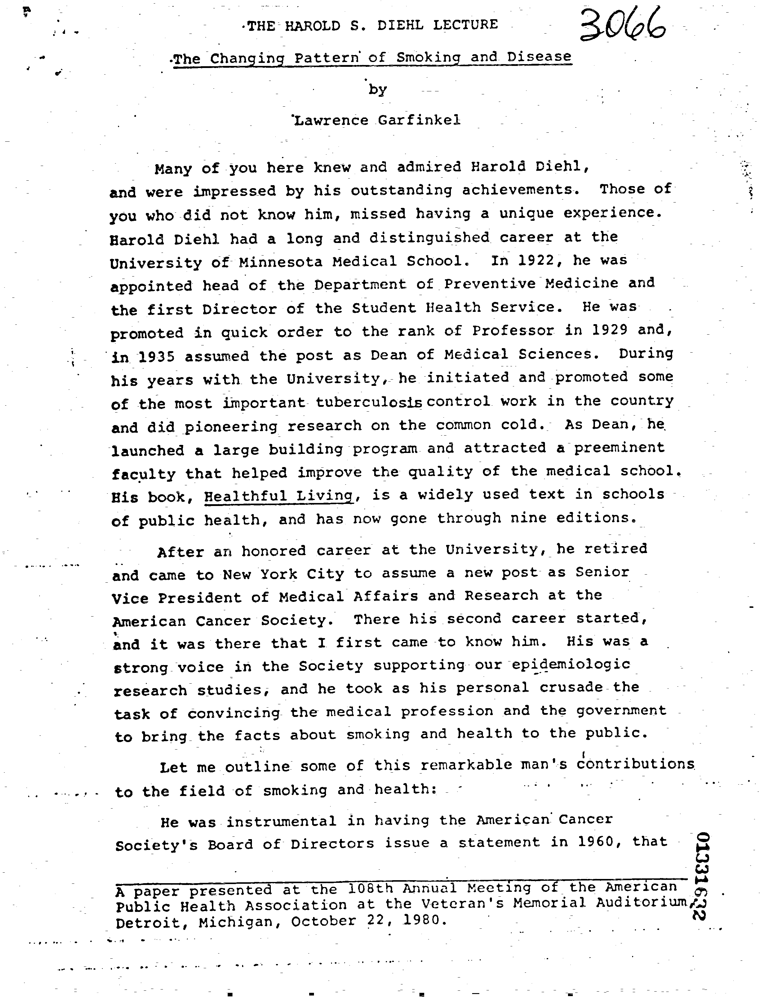 THE HAROLD S. DIEHL LECTURE
3066
The Changing Pattern of Smoking and Disease
by
Lawrence Garfinkel
Many of you here knew and admired Harold Diehl,
and were impressed by his outstanding achievements. Those of
you who did not know him, missed having a unique experience.
Harold Diehl had a long and distinguished career at the
University of Minnesota Medical School. In 1922, he was
appointed head of the Department of Preventive Medicine and
the first Director of the Student Health Service. He was
promoted in quick order to the rank of Professor in 1929 and,
in 1935 assumed the post as Dean of Medical Sciences. During
his years with the University, he initiated and promoted some
of the most important tuberculosis control work in the country
and did pioneering research on the common cold. As Dean, he
launched a large building program and attracted a preeminent
faculty that helped improve the quality of the medical school.
His book, Healthful Living, is a widely used text in schools
of public health, and has now gone through nine editions.
After an honored career at the University, he retired
and came to New York City to assume a new post as Senior
Vice President of Medical Affairs and Research at the
American Cancer Society. There his second career started,
and it was there that I first came to know him. His was a
strong voice in the Society supporting our epidemiologic
research studies, and he took as his personal crusade the
task of convincing the medical profession and the government
to bring the facts about smoking and health to the public.
Let me outline some of this remarkable man's contributions
to the field of smoking and health:
He was instrumental in having the American Cancer
Society's Board of Directors issue a statement in 1960, that
A paper presented at the 108th Annual Meeting of the American
Public Health Association at the Veteran's Memorial Auditorium,
Detroit, Michigan, October 22, 1980.
01331632